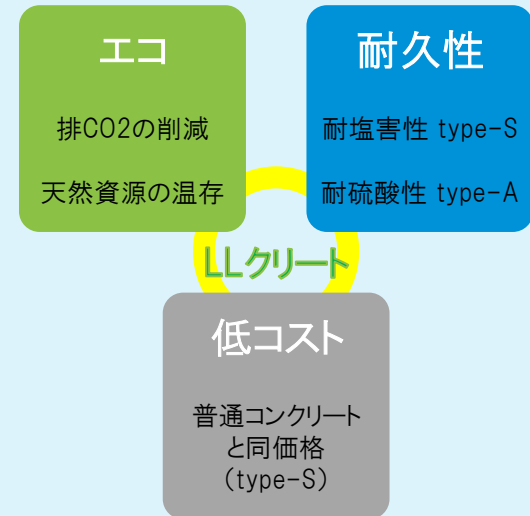 エコ
排CO2の削減
天然資源の温存
耐久性
耐塩害性 type-S
耐硫酸性 type-A
LLクリート
低コスト
普通コンクリート
と同価格
(type-S)